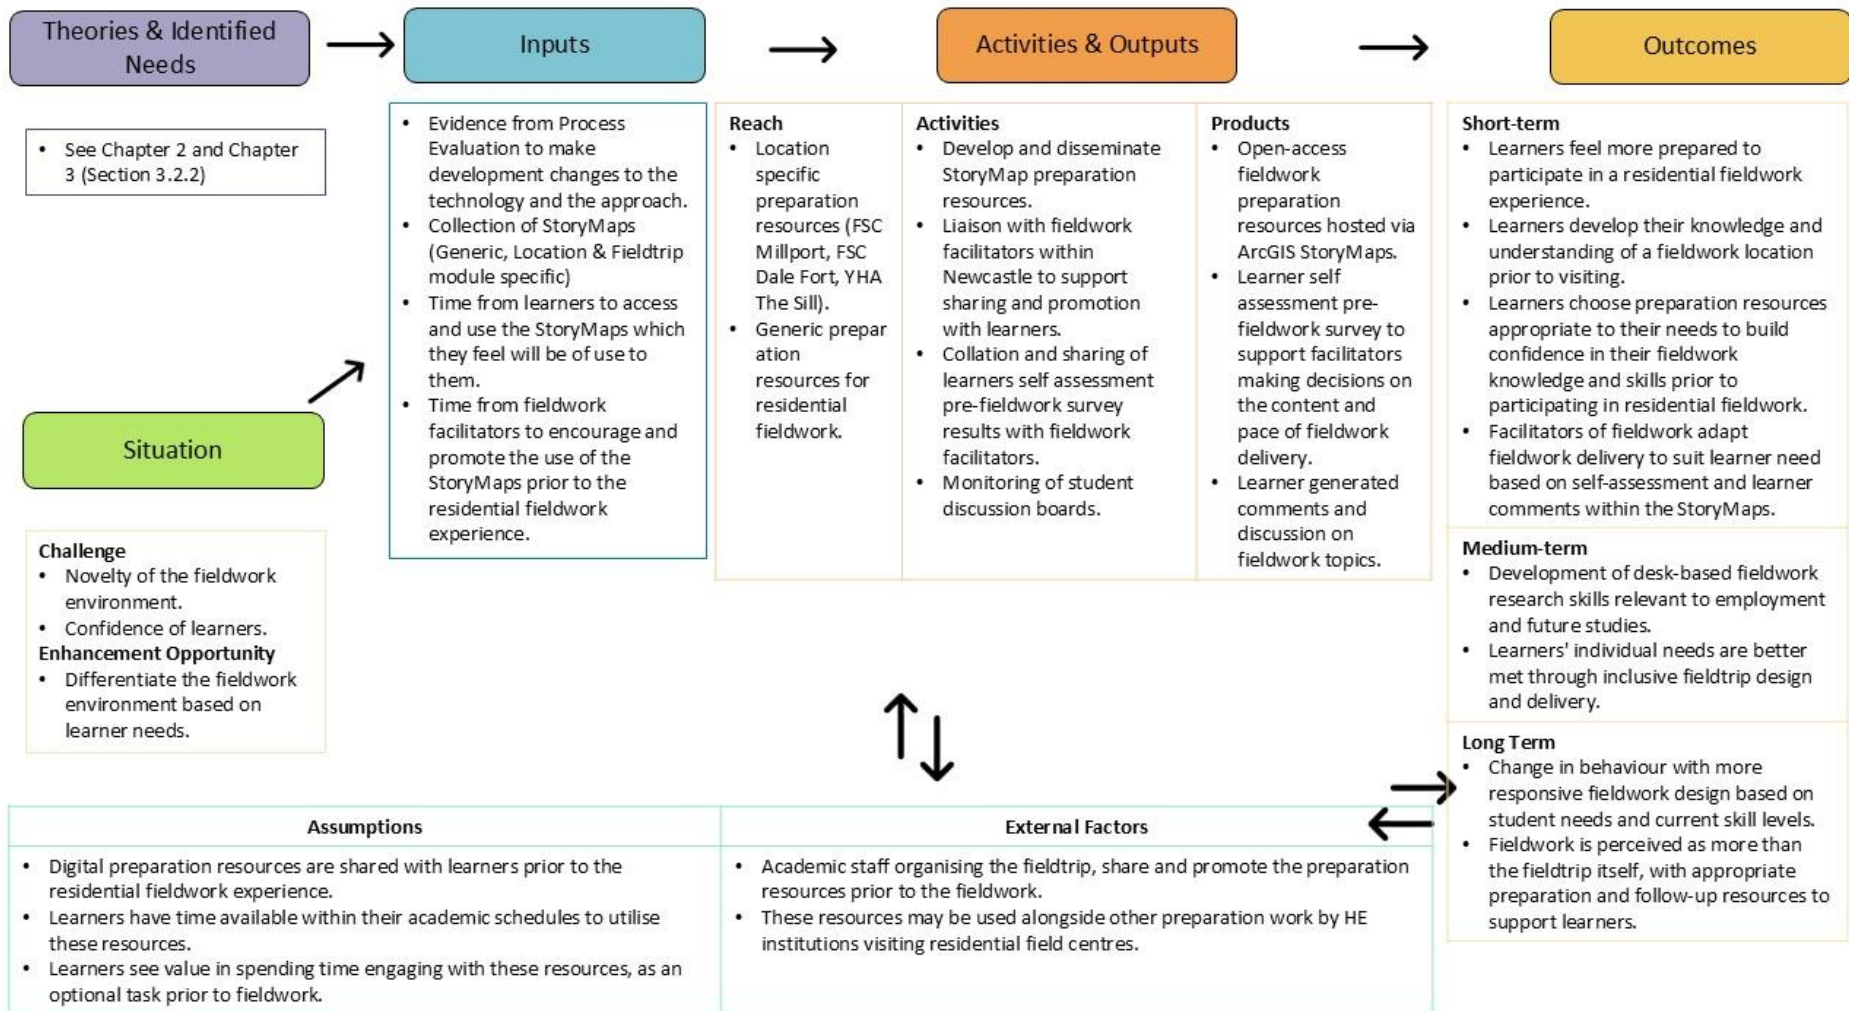 Theories & Identified
Needs
Inputs
Activities & Outputs
Outcomes
• See Chapter 2 and Chapter
3 (Section 3.2.2)
Situation
Challenge
• Novelty of the fieldwork
environment.
• Confidence of learners.
Enhancement Opportunity
• Differentiate the fieldwork
environment based on
learner needs.
• Evidence from Process
Evaluation to make
development changes to the
technology and the approach.
• Collection of StoryMaps
(Generic, Location & Fieldtrip
module specific)
• Time from learners to access
and use the StoryMaps which
they feel will be of use to
them.
• Time from fieldwork
facilitators to encourage and
promote the use of the
StoryMaps prior to the
residential fieldwork
experience.
Reach
• Location
specific
preparation
resources (FSC
Millport, FSC
Dale Fort, YHA
The Sill).
• Generic prepar
ation
resources for
residential
fieldwork.
Activities
• Develop and disseminate
StoryMap preparation
resources.
• Liaison with fieldwork
facilitators within
Newcastle to support
sharing and promotion
with learners.
• Collation and sharing of
learners self assessment
pre-fieldwork survey
results with fieldwork
facilitators.
• Monitoring of student
discussion boards.
Products
• Open-access
fieldwork
preparation
resources hosted via
ArcGIS StoryMaps.
• Learner self
assessment pre-
fieldwork survey to
support facilitators
making decisions on
the content and
pace of fieldwork
delivery.
• Learner generated
comments and
discussion on
fieldwork topics.
Short-term
• Learners feel more prepared to
participate in a residential fieldwork
experience.
• Learners develop their knowledge and
understanding of a fieldwork location
prior to visiting.
• Learners choose preparation resources
appropriate to their needs to build
confidence in their fieldwork
knowledge and skills prior to
participating in residential fieldwork.
• Facilitators of fieldwork adapt
fieldwork delivery to suit learner need
based on self-assessment and learner
comments within the StoryMaps.
Medium-term
• Development of desk-based fieldwork
research skills relevant to employment
and future studies.
• Learners' individual needs are better
met through inclusive fieldtrip design
and delivery.
Long Term
• Change in behaviour with more
responsive fieldwork design based on
student needs and current skill levels.
• Fieldwork is perceived as more than
the fieldtrip itself, with appropriate
preparation and follow-up resources to
support learners.
Assumptions
• Digital preparation resources are shared with learners prior to the
residential fieldwork experience.
• Learners have time available within their academic schedules to utilise
these resources.
• Learners see value in spending time engaging with these resources, as an
optional task prior to fieldwork.
External Factors
• Academic staff organising the fieldtrip, share and promote the preparation
resources prior to the fieldwork.
• These resources may be used alongside other preparation work by HE
institutions visiting residential field centres.